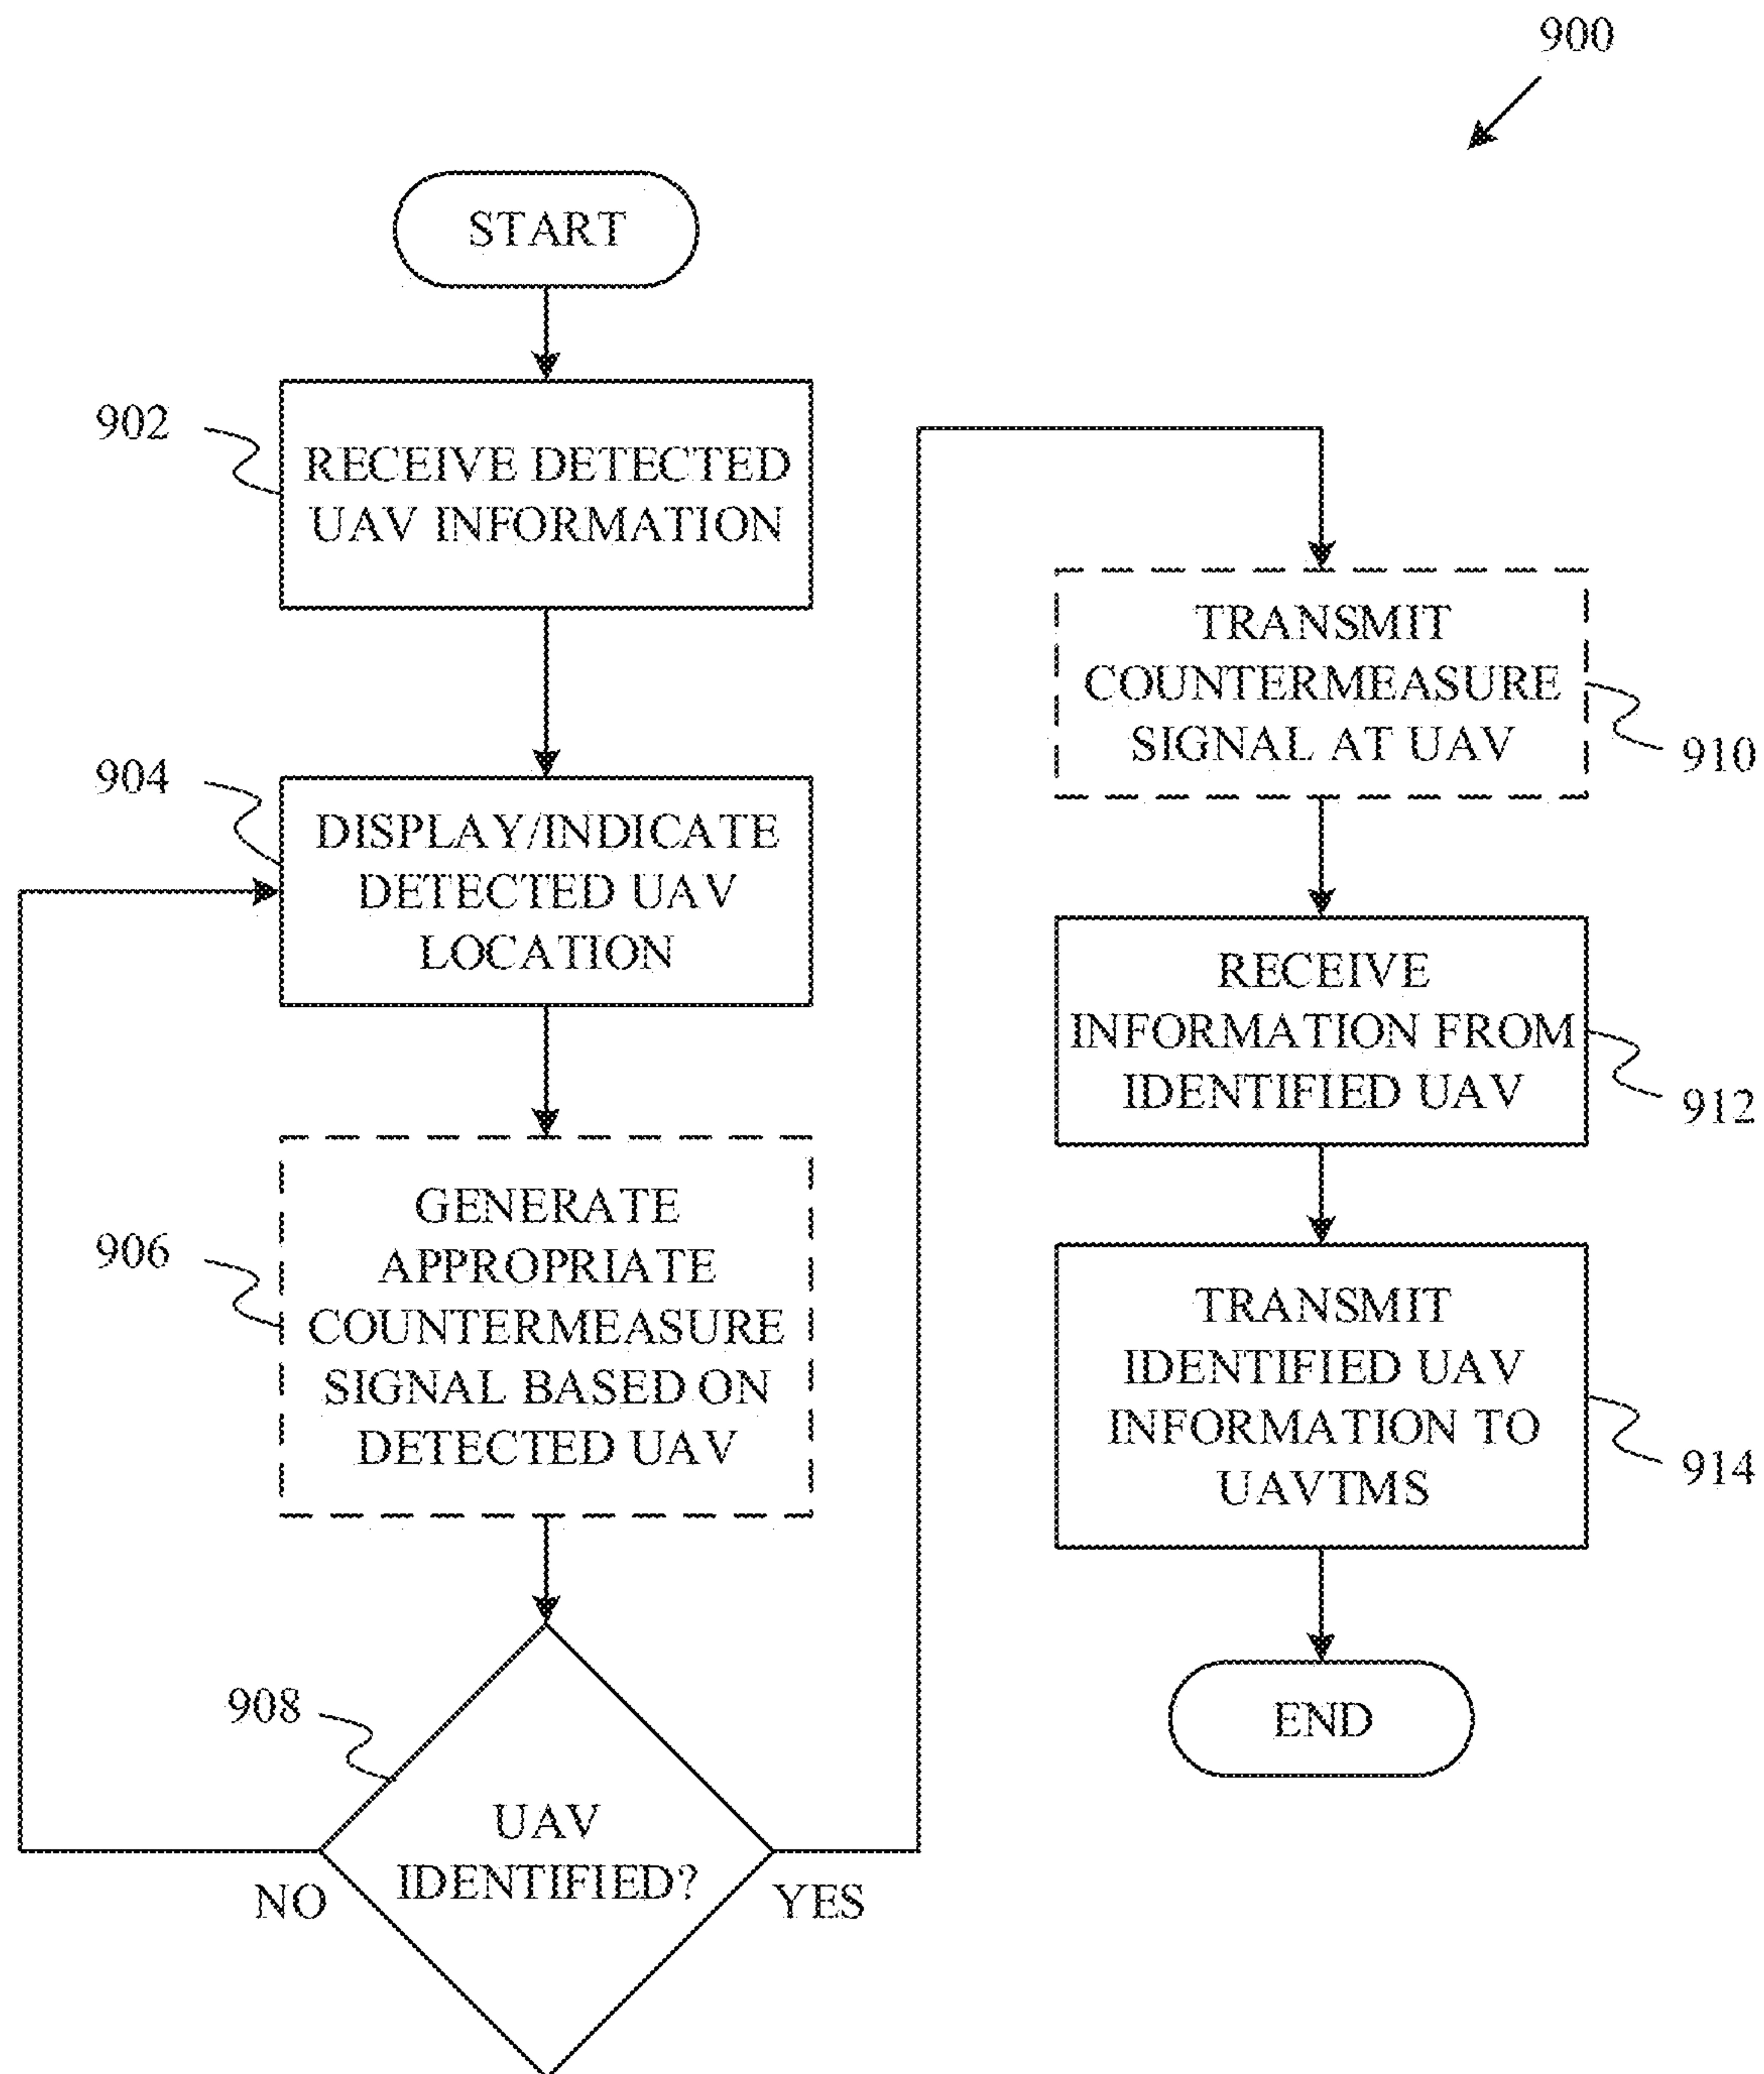 900
START
902
RECEIVE DETECTED
UAV INFORMATION
904
DISPLAY/INDICATE
DETECTED UAV
LOCATION
906
GENERATE
APPROPRIATE
COUNTERMEASURE
SIGNAL BASED ON
DETECTED UAV
908
UAV
IDENTIFIED?
NO
YES
TRANSMIT
COUNTERMEASURE
SIGNAL AT UAV
910
RECEIVE
INFORMATION FROM
IDENTIFIED UAV
912
TRANSMIT
IDENTIFIED UAV
INFORMATION TO
UAVTMS
914
END